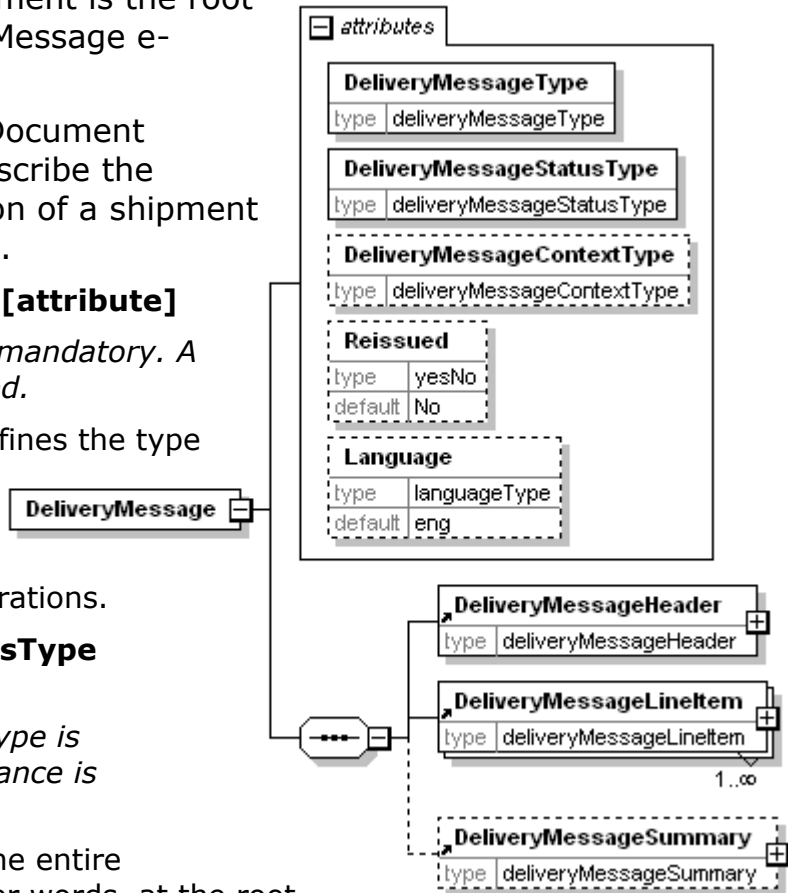 ment is the root
Message e-
Document
scribe the
on of a shipment
.
[attribute]
mandatory. A
d.
fines the type
rations.
sType
ype is
ance is
he entire
er words, at the root
attributes
DeliveryMessageType
type deliveryMessageType
DeliveryMessageStatusType
type deliveryMessageStatusType
DeliveryMessageContextType
type deliveryMessageContextType
Reissued
type yesNo
default No
Language
type languageType
default eng
DeliveryMessage
DeliveryMessageHeader
type deliveryMessageHeader
DeliveryMessageLineItem
type deliveryMessageLineItem
1..∞
DeliveryMessageSummary
type deliveryMessageSummary